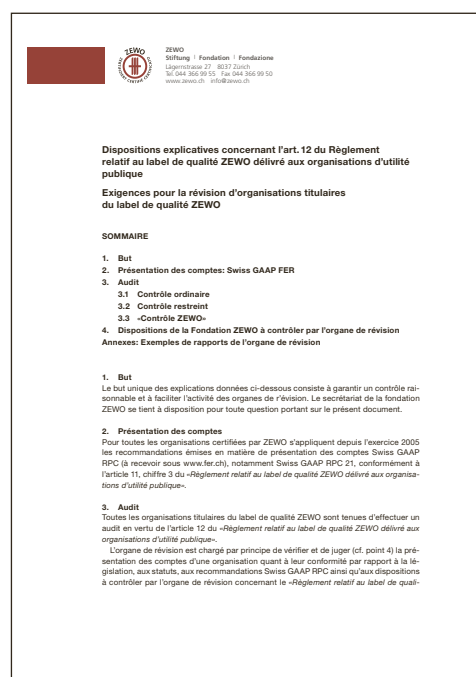 ZEWO
ZEWO
Stiftung | Fondation | Fondazione
Lägernstrasse 27 8037 Zürich
Tel. 044 366 99 55 Fax 044 366 99 50
www.zewo.ch info@zewo.ch
Dispositions explicatives concernant l'art. 12 du Règlement
relatif au label de qualité ZEWO délivré aux organisations d'utilité
publique
Exigences pour la révision d'organisations titulaires
du label de qualité ZEWO
SOMMAIRE
1. But
2. Présentation des comptes: Swiss GAAP FER
3. Audit
3.1 Contrôle ordinaire
3.2 Contrôle restreint
3.3 «Contrôle ZEWO»
4. Dispositions de la Fondation ZEWO à contrôler par l'organe de révision
Annexes: Exemples de rapports de l'organe de révision
1. But
Le but unique des explications données ci-dessous consiste à garantir un contrôle rai-
sonnable et à faciliter l'activité des organes de r'évision. Le secrétariat de la fondation
ZEWO se tient à disposition pour toute question portant sur le présent document.
2. Présentation des comptes
Pour toutes les organisations certifiées par ZEWO s'appliquent depuis l'exercice 2005
les recommandations émises en matière de présentation des comptes Swiss GAAP
RPC (à recevoir sous www.fer.ch), notamment Swiss GAAP RPC 21, conformément à
l'article 11, chiffre 3 du «Règlement relatif au label de qualité ZEWO délivré aux organisa-
tions d'utilité publique».
3. Audit
Toutes les organisations titulaires du label de qualité ZEWO sont tenues d'effectuer un
audit en vertu de l'article 12 du «Règlement relatif au label de qualité ZEWO délivré aux
organisations d'utilité publique».
L'organe de révision est chargé par principe de vérifier et de juger (cf. point 4) la pré-
sentation des comptes d'une organisation quant à leur conformité par rapport à la lé-
gislation, aux statuts, aux recommandations Swiss GAAP RPC ainsi qu'aux dispositions
à contrôler par l'organe de révision concernant le «Règlement relatif au label de quali-